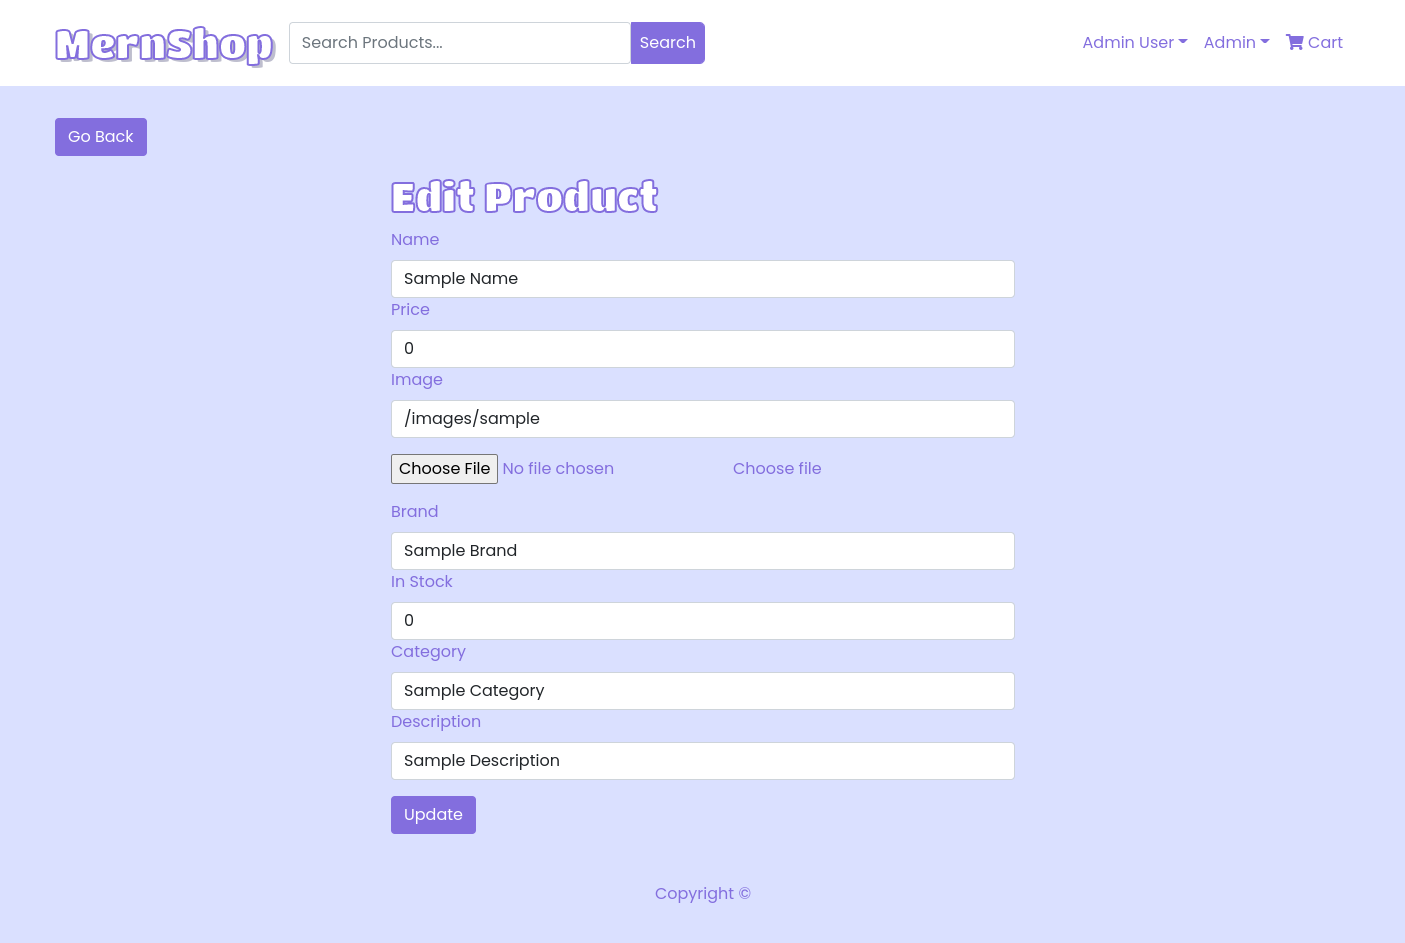 MernShop Search Products... Search Admin User Admin Cart
Go Back
Edit Product
Name
Sample Name
Price
0
Image
/images/sample
Choose File No file chosen Choose file
Brand
Sample Brand
In Stock
0
Category
Sample Category
Description
Sample Description
Update
Copyright ©